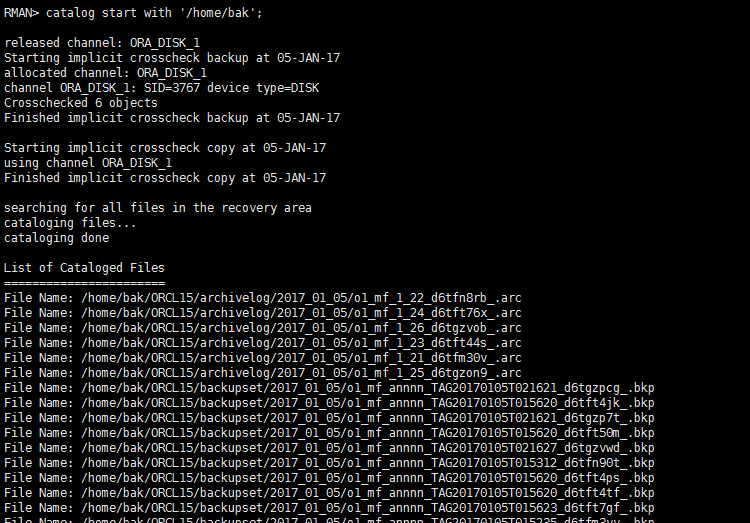 RMAN> catalog start with '/home/bak';
released channel: ORA_DISK_1
Starting implicit crosscheck backup at 05-JAN-17
allocated channel: ORA_DISK_1
channel ORA_DISK_1: SID=3767 device type=DISK
Crosschecked 6 objects
Finished implicit crosscheck backup at 05-JAN-17
Starting implicit crosscheck copy at 05-JAN-17
using channel ORA_DISK_1
Finished implicit crosscheck copy at 05-JAN-17
searching for all files in the recovery area
cataloging files...
cataloging done
List of Cataloged Files
=======================
File Name: /home/bak/ORCL15/archivelog/2017_01_05/o1_mf_1_22_d6tfn8rb_.arc
File Name: /home/bak/ORCL15/archivelog/2017_01_05/o1_mf_1_24_d6tft76x_.arc
File Name: /home/bak/ORCL15/archivelog/2017_01_05/o1_mf_1_26_d6tgzvob_.arc
File Name: /home/bak/ORCL15/archivelog/2017_01_05/o1_mf_1_23_d6tft44s_.arc
File Name: /home/bak/ORCL15/archivelog/2017_01_05/o1_mf_1_21_d6tfm30v_.arc
File Name: /home/bak/ORCL15/archivelog/2017_01_05/o1_mf_1_25_d6tgzon9_.arc
File Name: /home/bak/ORCL15/backupset/2017_01_05/o1_mf_annnn_TAG20170105T021621_d6tgzpcg_.bkp
File Name: /home/bak/ORCL15/backupset/2017_01_05/o1_mf_annnn_TAG20170105T015620_d6tft4jk_.bkp
File Name: /home/bak/ORCL15/backupset/2017_01_05/o1_mf_annnn_TAG20170105T021621_d6tgzp7t_.bkp
File Name: /home/bak/ORCL15/backupset/2017_01_05/o1_mf_annnn_TAG20170105T015620_d6tft50m_.bkp
File Name: /home/bak/ORCL15/backupset/2017_01_05/o1_mf_annnn_TAG20170105T021627_d6tgzvwd_.bkp
File Name: /home/bak/ORCL15/backupset/2017_01_05/o1_mf_annnn_TAG20170105T015312_d6tfn90t_.bkp
File Name: /home/bak/ORCL15/backupset/2017_01_05/o1_mf_annnn_TAG20170105T015620_d6tft4ps_.bkp
File Name: /home/bak/ORCL15/backupset/2017_01_05/o1_mf_annnn_TAG20170105T015620_d6tft4tf_.bkp
File Name: /home/bak/ORCL15/backupset/2017_01_05/o1_mf_annnn_TAG20170105T015623_d6tft7gf_.bkp
File Name: /home/bak/ORCL15/backupset/2017_01_05/o1_mf_annnn_TAG20170105T015235_d6tfm3yy_.bkp